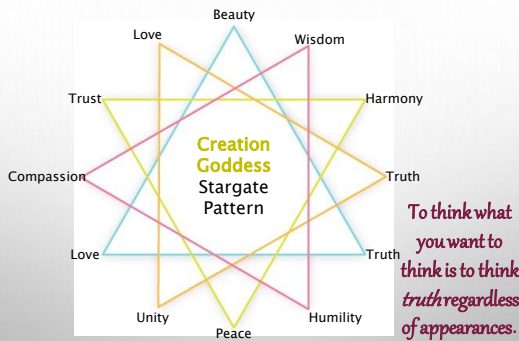 Beauty
Love
Wisdom
Trust
Harmony
Creation
Goddess
Stargate
Pattern
Compassion
Truth
Love
Truth
Unity
Humility
Peace
To think what
you want to
think is to think
truth regardless
of appearances.